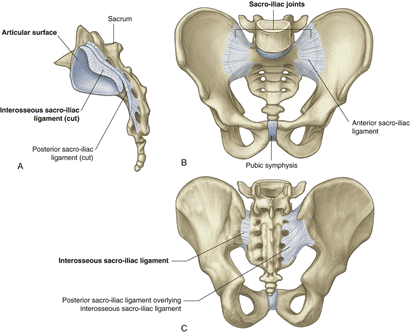 Sacrum
Articular surface
Interosseous sacro-iliac
ligament (cut)
Posterior sacro-iliac
ligament (cut)
A
Sacro-iliac joints
Anterior sacro-iliac
ligament
Pubic symphysis
B
Interosseous sacro-iliac ligament
Posterior sacro-iliac ligament overlying
interosseous sacro-iliac ligament
C